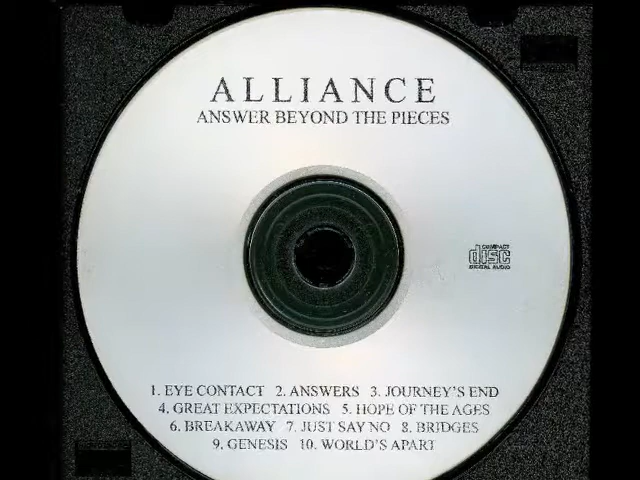 ALLIANCE
ANSWER BEYOND THE PIECES
COMPACT
disc
DIGITAL AUDIO
1. EYE CONTACT 2. ANSWERS 3. JOURNEY'S END
4. GREAT EXPECTATIONS 5. HOPE OF THE AGES
6. BREAKAWAY 7. JUST SAY NO 8. BRIDGES
9. GENESIS 10. WORLD'S APART